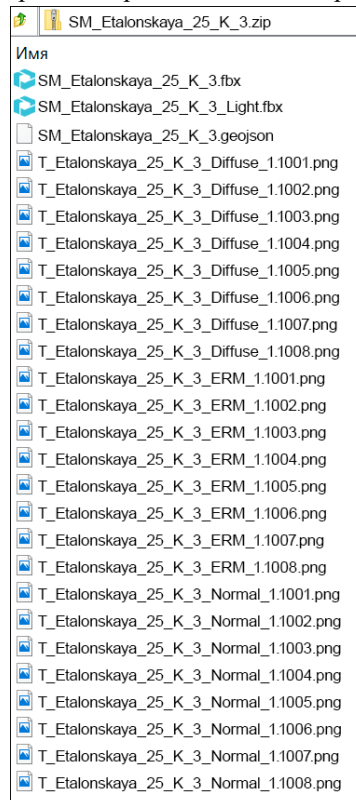 SM_Etalonskaya_25_K_3.zip
Имя
SM_Etalonskaya_25_K_3.fbx
SM_Etalonskaya_25_K_3_Light.fbx
SM_Etalonskaya_25_K_3.geojson
T_Etalonskaya_25_K_3_Diffuse_1.1001.png
T_Etalonskaya_25_K_3_Diffuse_1.1002.png
T_Etalonskaya_25_K_3_Diffuse_1.1003.png
T_Etalonskaya_25_K_3_Diffuse_1.1004.png
T_Etalonskaya_25_K_3_Diffuse_1.1005.png
T_Etalonskaya_25_K_3_Diffuse_1.1006.png
T_Etalonskaya_25_K_3_Diffuse_1.1007.png
T_Etalonskaya_25_K_3_Diffuse_1.1008.png
T_Etalonskaya_25_K_3_ERM_1.1001.png
T_Etalonskaya_25_K_3_ERM_1.1002.png
T_Etalonskaya_25_K_3_ERM_1.1003.png
T_Etalonskaya_25_K_3_ERM_1.1004.png
T_Etalonskaya_25_K_3_ERM_1.1005.png
T_Etalonskaya_25_K_3_ERM_1.1006.png
T_Etalonskaya_25_K_3_ERM_1.1007.png
T_Etalonskaya_25_K_3_ERM_1.1008.png
T_Etalonskaya_25_K_3_Normal_1.1001.png
T_Etalonskaya_25_K_3_Normal_1.1002.png
T_Etalonskaya_25_K_3_Normal_1.1003.png
T_Etalonskaya_25_K_3_Normal_1.1004.png
T_Etalonskaya_25_K_3_Normal_1.1005.png
T_Etalonskaya_25_K_3_Normal_1.1006.png
T_Etalonskaya_25_K_3_Normal_1.1007.png
T_Etalonskaya_25_K_3_Normal_1.1008.png